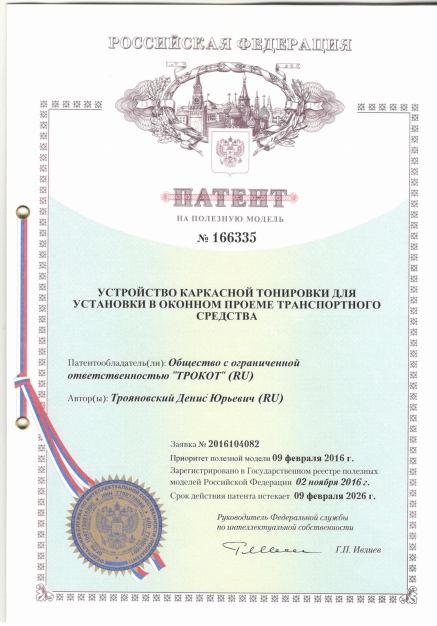 РОССИЙСКАЯ ФЕДЕРАЦИЯ
ПАТЕНТ
НА ПОЛЕЗНУЮ МОДЕЛЬ
№ 166335
УСТРОЙСТВО КАРКАСНОЙ ТОНИРОВКИ ДЛЯ
УСТАНОВКИ В ОКОННОМ ПРОЕМЕ ТРАНСПОРТНОГО
СРЕДСТВА
Патентообладатель(ли): Общество с ограниченной
ответственностью "ТРОКОТ" (RU)
Автор(ы): Трояновский Денис Юрьевич (RU)
Заявка № 2016104082
Приоритет полезной модели 09 февраля 2016 г.
Зарегистрировано в Государственном реестре полезных
моделей Российской Федерации 02 ноября 2016 г.
Срок действия патента истекает 09 февраля 2026 г.
Руководитель Федеральной службы
по интеллектуальной собственности
Г.П. Ивлиев